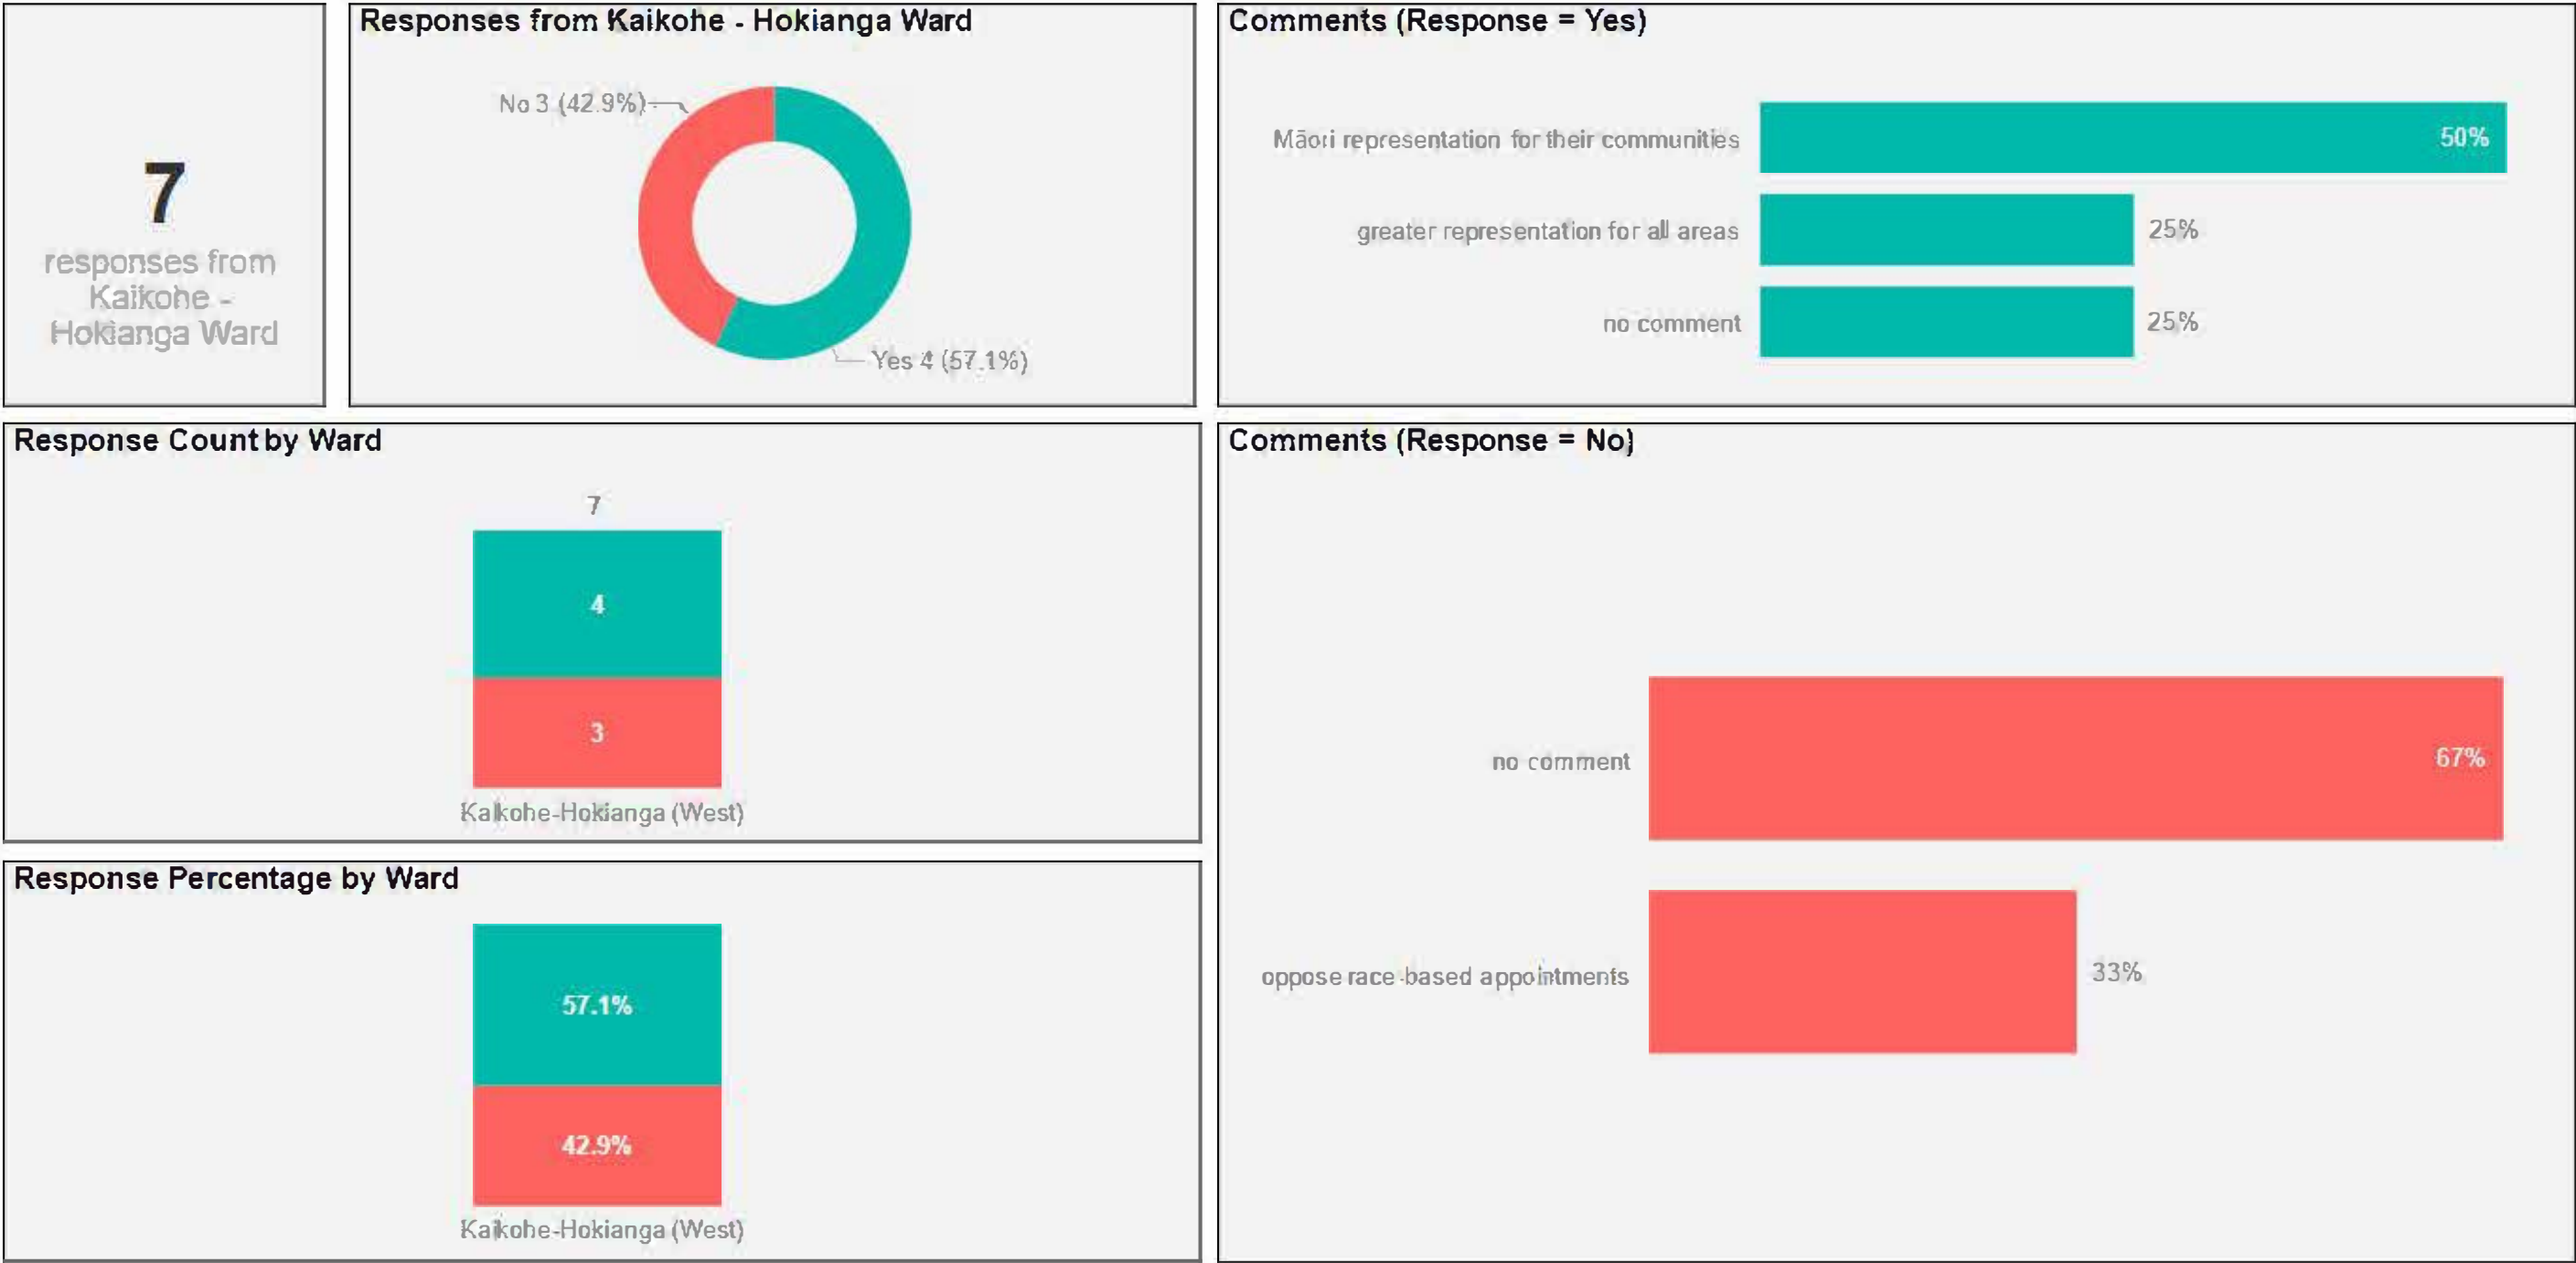 7
responses from
Kaikohe -
Hokianga Ward
Responses from Kaikohe - Hokianga Ward
No 3 (42.9%)
Yes 4 (57.1%)
Comments (Response = Yes)
Māori representation for their communities
50%
greater representation for all areas
25%
no comment
25%
Response Count by Ward
7
4
3
Kaikohe-Hokianga (West)
Response Percentage by Ward
57.1%
42.9%
Kaikohe-Hokianga (West)
Comments (Response = No)
no comment
67%
oppose race-based appointments
33%